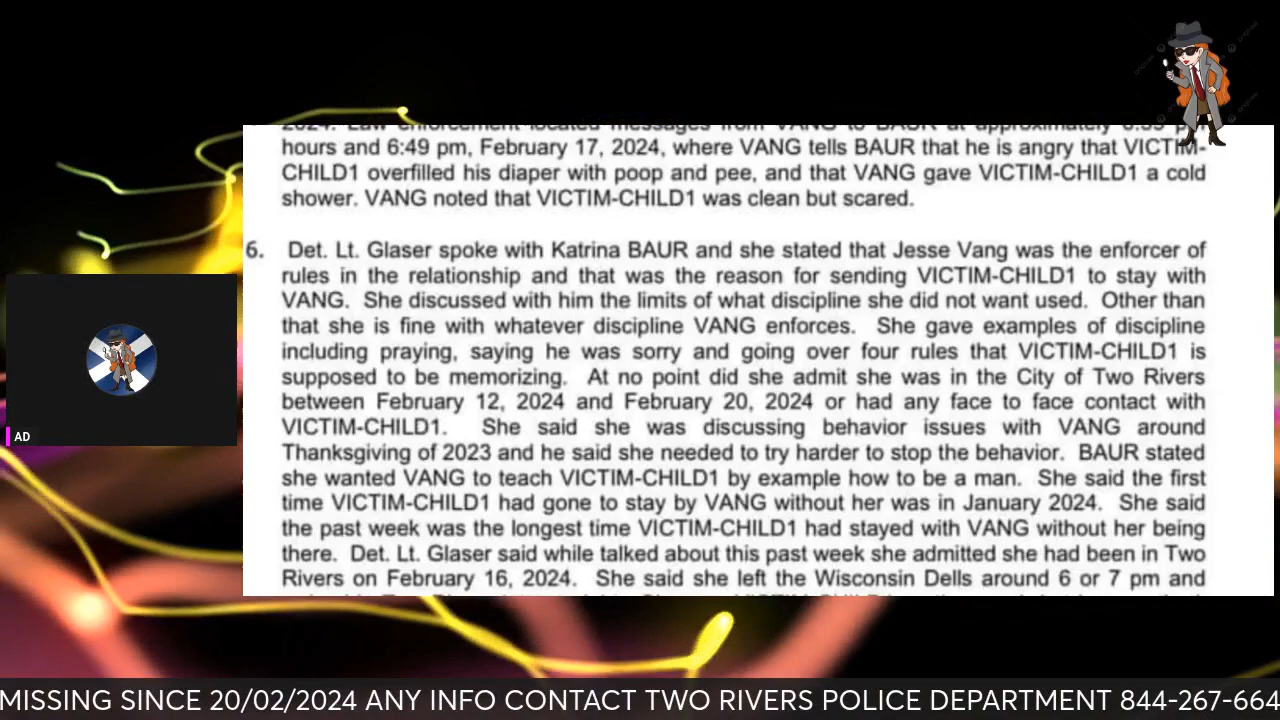 2024. Law enforcement located messages from VANG to BAUR at approximately
hours and 6:49 pm, February 17, 2024, where VANG tells BAUR that he is angry that VICTIM-
CHILD1 overfilled his diaper with poop and pee, and that VANG gave VICTIM-CHILD1 a cold
shower. VANG noted that VICTIM-CHILD1 was clean but scared.
6. Det. Lt. Glaser spoke with Katrina BAUR and she stated that Jesse Vang was the enforcer of
rules in the relationship and that was the reason for sending VICTIM-CHILD1 to stay with
VANG. She discussed with him the limits of what discipline she did not want used. Other than
that she is fine with whatever discipline VANG enforces. She gave examples of discipline
including praying, saying he was sorry and going over four rules that VICTIM-CHILD1 is
supposed to be memorizing. At no point did she admit she was in the City of Two Rivers
between February 12, 2024 and February 20, 2024 or had any face to face contact with
VICTIM-CHILD1. She said she was discussing behavior issues with VANG around
Thanksgiving of 2023 and he said she needed to try harder to stop the behavior. BAUR stated
she wanted VANG to teach VICTIM-CHILD1 by example how to be a man. She said the first
time VICTIM-CHILD1 had gone to stay by VANG without her was in January 2024. She said
the past week was the longest time VICTIM-CHILD1 had stayed with VANG without her being
there. Det. Lt. Glaser said while talked about this past week she admitted she had been in Two
Rivers on February 16, 2024. She said she left the Wisconsin Dells around 6 or 7 pm and
AD
MISSING SINCE 20/02/2024 ANY INFO CONTACT TWO RIVERS POLICE DEPARTMENT 844-267-664